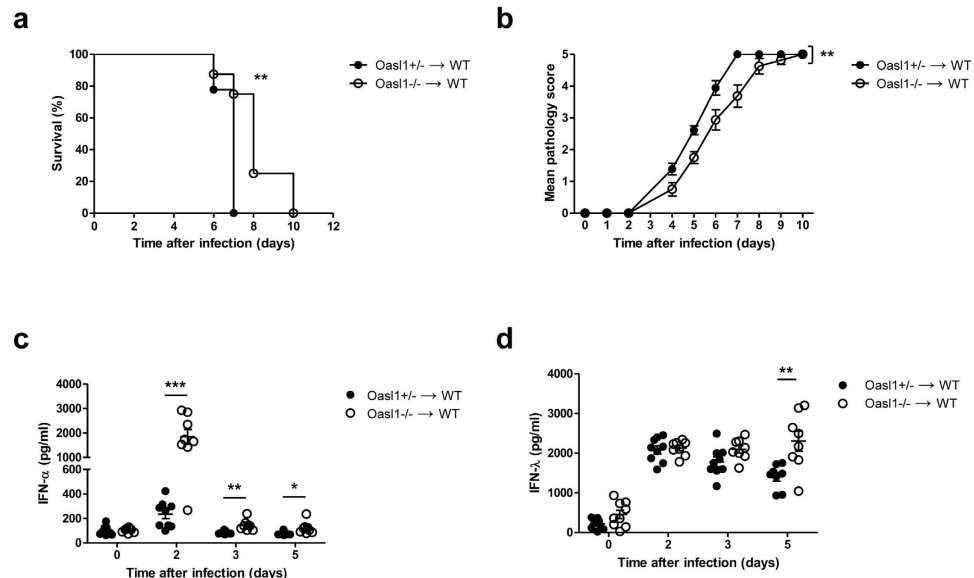 a
Survival (%)
100
80
60
40
20
0
0 2 4 6 8 10 12
**
Time after infection (days)
Oasl1+/- → WT
Oasl1-/- → WT
b
Mean pathology score
5
4
3
2
1
0
0 1 2 3 4 5 6 7 8 9 10
Time after infection (days)
**
Oasl1+/- → WT
Oasl1-/- → WT
c
IFN-α (pg/ml)
4000
3000
2000
1000
600
400
200
0
*** ** *
0 2 3 5
Time after infection (days)
Oasl1+/- → WT
Oasl1-/- → WT
d
IFN-λ (pg/ml)
4000
3000
2000
1000
0
**
0 2 3 5
Time after infection (days)
Oasl1+/- → WT
Oasl1-/- → WT